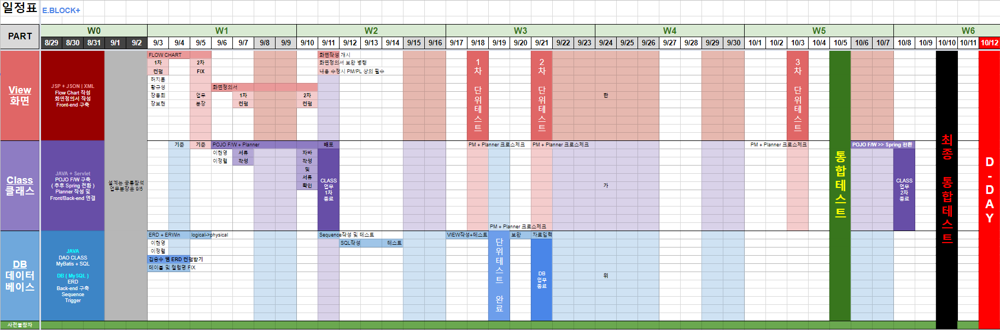 일정표 E.BLOCK+
PART W0 W1 W2 W3 W4 W5 W6
8/29 8/30 8/31 9/1 9/2 9/3 9/4 9/5 9/6 9/7 9/8 9/9 9/10 9/11 9/12 9/13 9/14 9/15 9/16 9/17 9/18 9/19 9/20 9/21 9/22 9/23 9/24 9/25 9/26 9/27 9/28 9/29 9/30 10/1 10/2 10/3 10/4 10/5 10/6 10/7 10/8 10/9 10/10 10/11 10/12
View
화면
JSP + JSON | XML
Flow Chart 작성
화면정의서 작성
Front-end 구축
설계는 공통참석
업무분장은 9/5
FLOW CHART
1차
컨펌
2차
FIX
허지훈
황규성
장동희
장보현
업무
분장
화면정의서
1차
컨펌
2차
컨펌
화면작성 개시
화면정의서 보완 병행
내용 수정시 PM/PL 상의 필수
1차 단위테스트
2차 단위테스트
한
3차 단위테스트
Class
클래스
JAVA + Servlet
POJO F/W 구축
( 추후 Spring 전환 )
Planner 작성 및
Front/Back-end 연결
기준
기준
POJO F/W + Planner
배포
이현영
이정렬
서류
작성
자바
작성
및
서류
확인
CLASS
업무
1차
종료
PM + Planner 크로스체크
PM + Planner 크로스체크
PM + Planner 크로스체크
가
PM + Planner 크로스체크
POJO F/W >> Spring 전환
CLASS
업무
2차
종료
DB
데이터
베이스
JAVA
DAO CLASS
MyBatis + SQL
DB ( MySQL )
ERD
Back-end 구축
Sequence
Trigger
ERD + ERWin
logical->physical
이현영
이정렬
김승수 쌤 ERD 컨펌받기
테이블 및 컬럼명 FIX
Sequence작성 및 테스트
SQL작성
테스트
VIEW작성+테스트
보완
자료입력
단위테스트 완료
DB
업무
종료
위
통합테스트
최종 통합테스트
D-DAY
사전불참자